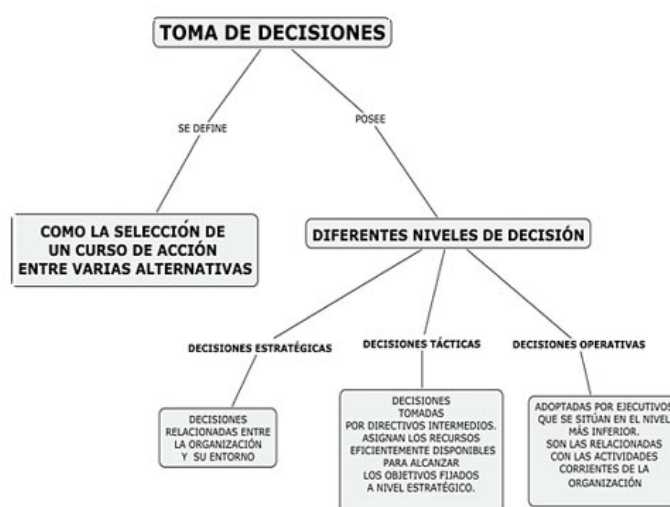 TOMA DE DECISIONES
SE DEFINE
POSEE
COMO LA SELECCIÓN DE
UN CURSO DE ACCIÓN
ENTRE VARIAS ALTERNATIVAS
DIFERENTES NIVELES DE DECISIÓN
DECISIONES ESTRATÉGICAS
DECISIONES TÁCTICAS
DECISIONES OPERATIVAS
DECISIONES
RELACIONADAS ENTRE
LA ORGANIZACIÓN
Y SU ENTORNO
DECISIONES
TOMADAS
POR DIRECTIVOS INTERMEDIOS.
ASIGNAN LOS RECURSOS
EFICIENTEMENTE DISPONIBLES
PARA ALCANZAR
LOS OBJETIVOS FIJADOS
A NIVEL ESTRATÉGICO.
ADOPTADAS POR EJECUTIVOS
QUE SE SITÚAN EN EL NIVEL
MÁS INFERIOR.
SON LAS RELACIONADAS
CON LAS ACTIVIDADES
CORRIENTES DE LA
ORGANIZACIÓN